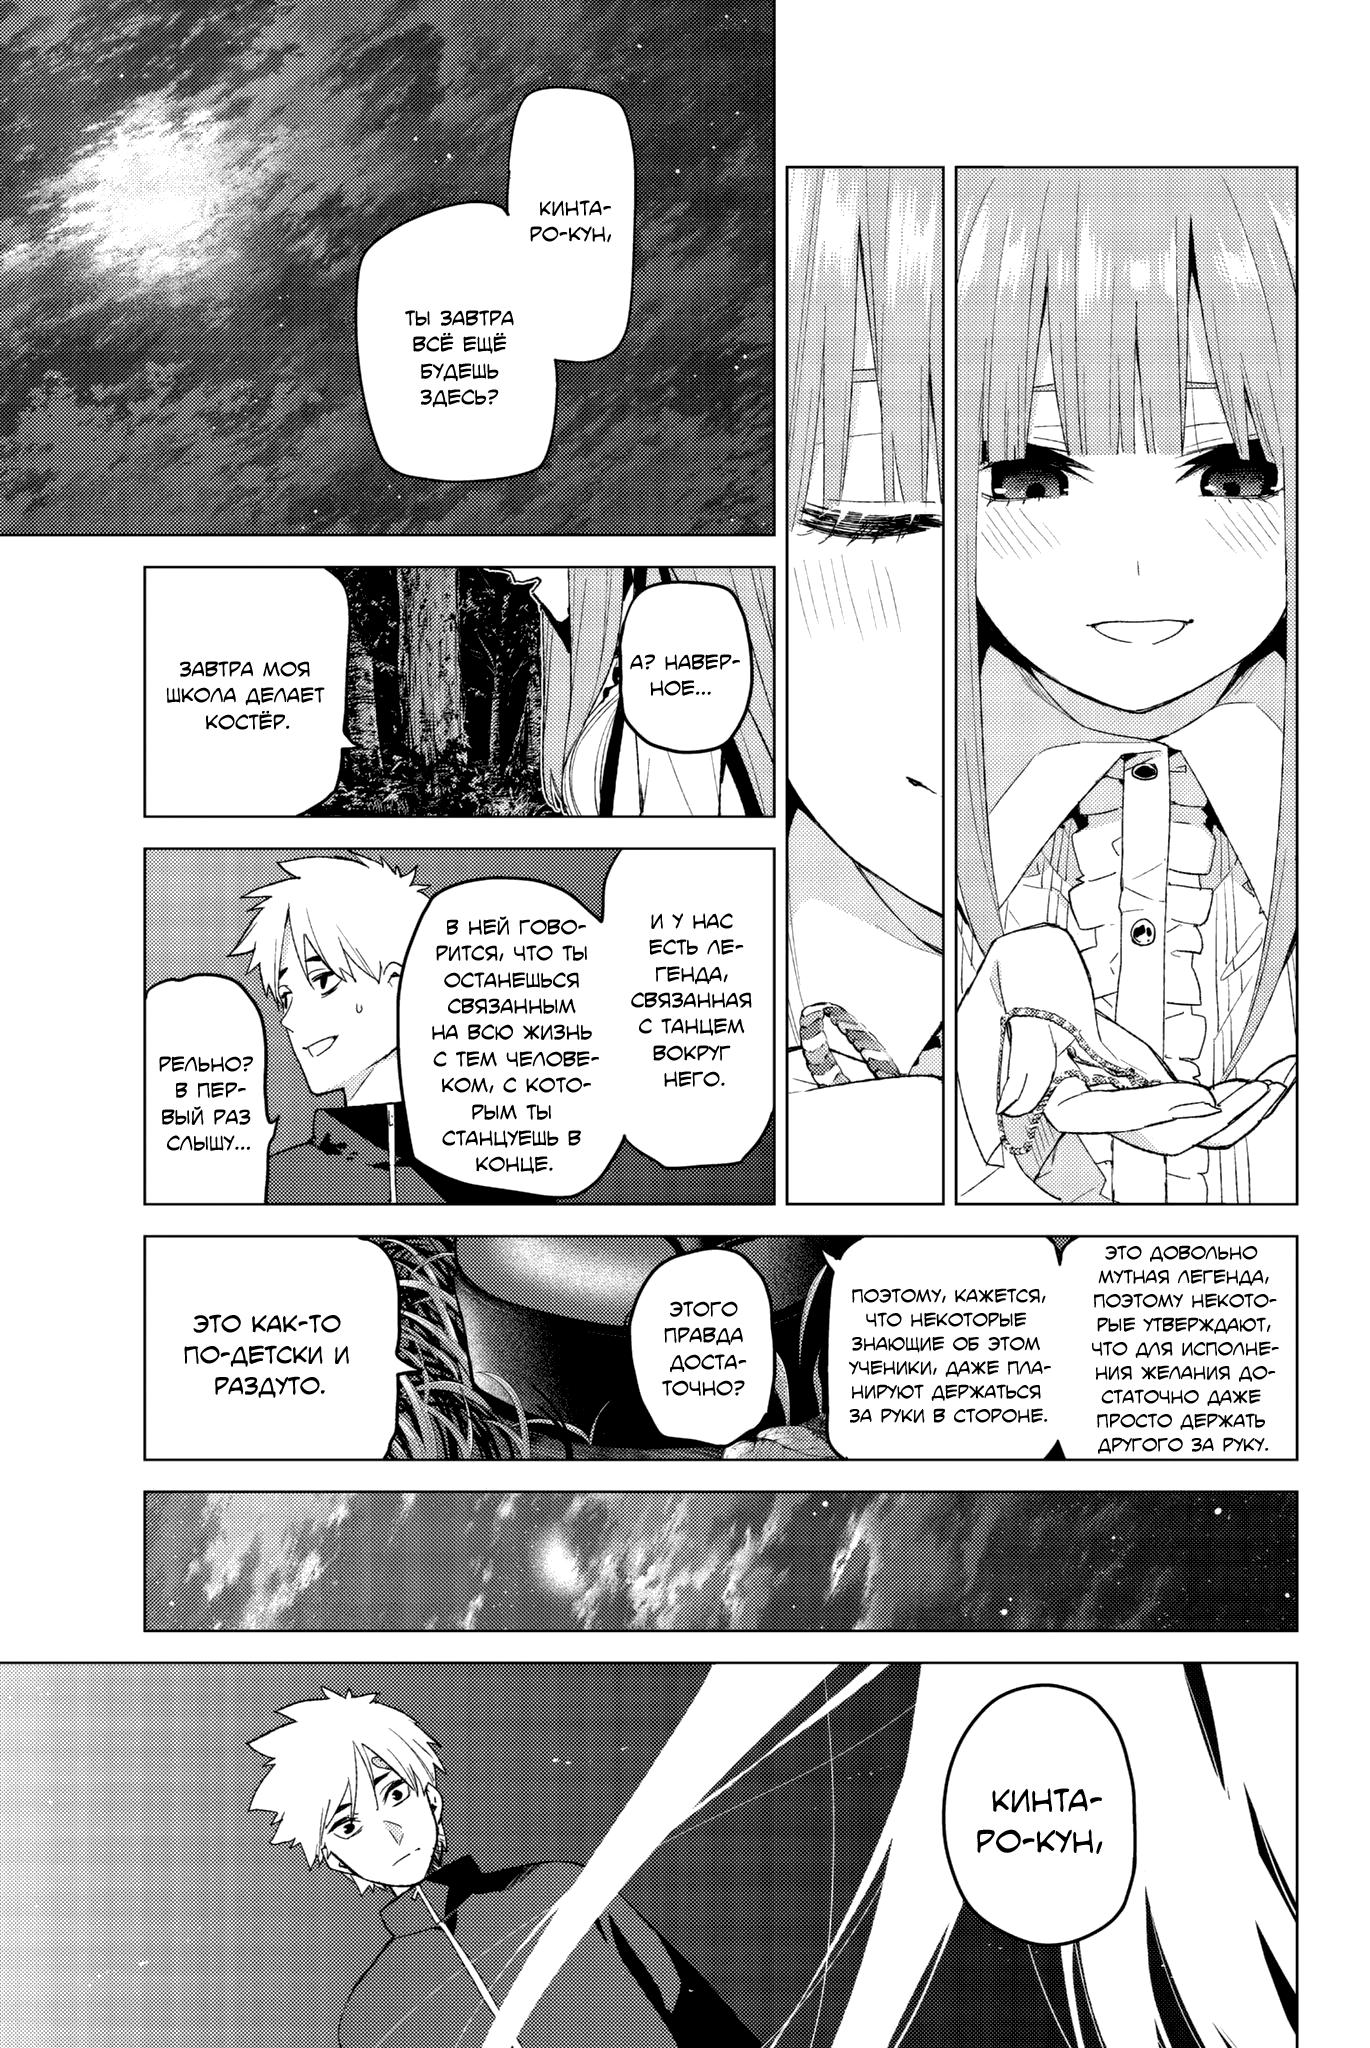 КИНТА-
РО-КУН,
ТЫ ЗАВТРА
ВСЁ ЕЩЁ
БУДЕШЬ
ЗДЕСЬ?
А? НАВЕР-
НОЕ...
ЗАВТРА МОЯ
ШКОЛА ДЕЛАЕТ
КОСТЁР.
И У НАС
ЕСТЬ ЛЕ-
ГЕНДА,
СВЯЗАННАЯ
С ТАНЦЕМ
ВОКРУГ
НЕГО.
В НЕЙ ГОВО-
РИТСЯ, ЧТО ТЫ
ОСТАНЕШЬСЯ
СВЯЗАННЫМ
НА ВСЮ ЖИЗНЬ
С ТЕМ ЧЕЛОВЕ-
КОМ, С КОТО-
РЫМ ТЫ
СТАНЦУЕШЬ В
КОНЦЕ.
РЕЛЬНО?
В ПЕР-
ВЫЙ РАЗ
СЛЫШУ...
ЭТО ДОВОЛЬНО
МУТНАЯ ЛЕГЕНДА,
ПОЭТОМУ НЕКОТО-
РЫЕ УТВЕРЖДАЮТ,
ЧТО ДЛЯ ИСПОЛНЕ-
НИЯ ЖЕЛАНИЯ ДО-
СТАТОЧНО ДАЖЕ
ПРОСТО ДЕРЖАТЬ
ДРУГОГО ЗА РУКУ.
ПОЭТОМУ, КАЖЕТСЯ,
ЧТО НЕКОТОРЫЕ
ЗНАЮЩИЕ ОБ ЭТОМ
УЧЕНИКИ, ДАЖЕ ПЛА-
НИРУЮТ ДЕРЖАТЬСЯ
ЗА РУКИ В СТОРОНЕ.
ЭТОГО
ПРАВДА
ДОСТА-
ТОЧНО?
ЭТО КАК-ТО
ПО-ДЕТСКИ И
РАЗДУТО.
КИНТА-
РО-КУН,